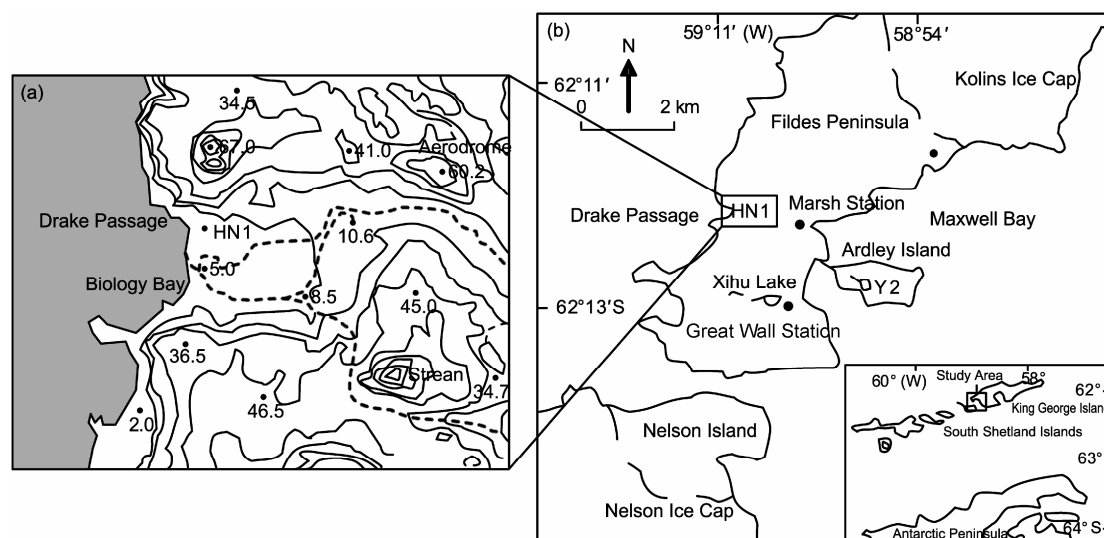 (a)
34.5
67.0
41.0
Aerodrome
60.2
Drake Passage
HN1
10.6
5.0
Biology Bay
8.5
45.0
36.5
Strean
34.7
46.5
2.0
(b)
59°11′ (W)
58°54′
N
62°11′
0 2 km
Kolins Ice Cap
Fildes Peninsula
Drake Passage
HN1
Marsh Station
Maxwell Bay
Ardley Island
Xihu Lake
Y2
62°13′S
Great Wall Station
Nelson Island
Nelson Ice Cap
60° (W)
Study Area
58°
62°
King George Islan
South Shetland Islands
63°
64° S
Antarctic Peninsula